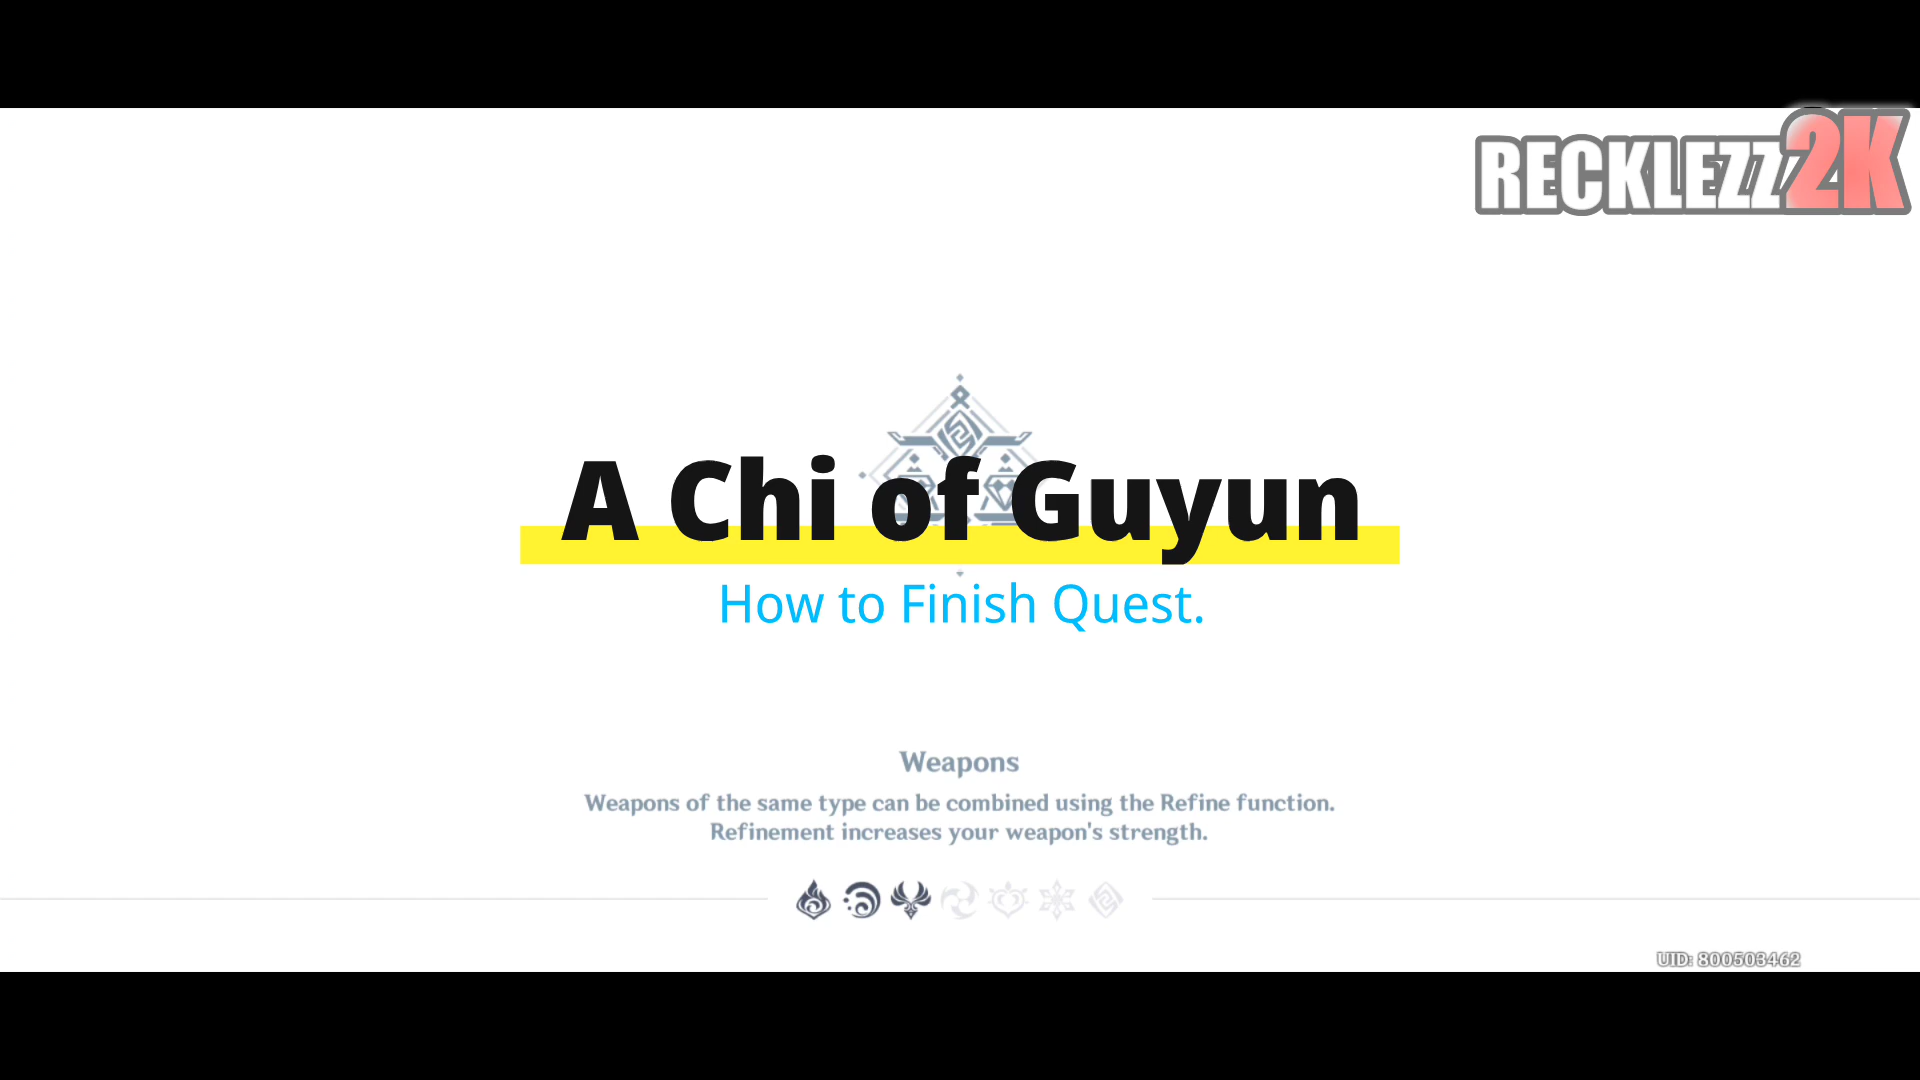 RECKLEZZ2K
A Chi of Guyun
How to Finish Quest.
Weapons
Weapons of the same type can be combined using the Refine function.
Refinement increases your weapon's strength.
UID: 800503462